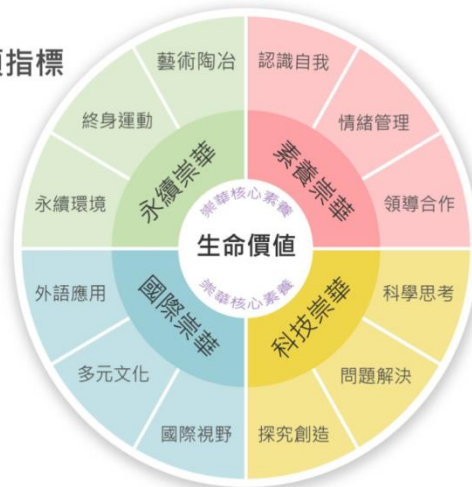 指標
藝術陶冶
認識自我
終身運動
情緒管理
永續環境
領導合作
永續崇華
素養崇華
崇華核心素養
生命價值
崇華核心素養
國際崇華
科技崇華
外語應用
科學思考
多元文化
問題解決
國際視野
探究創造